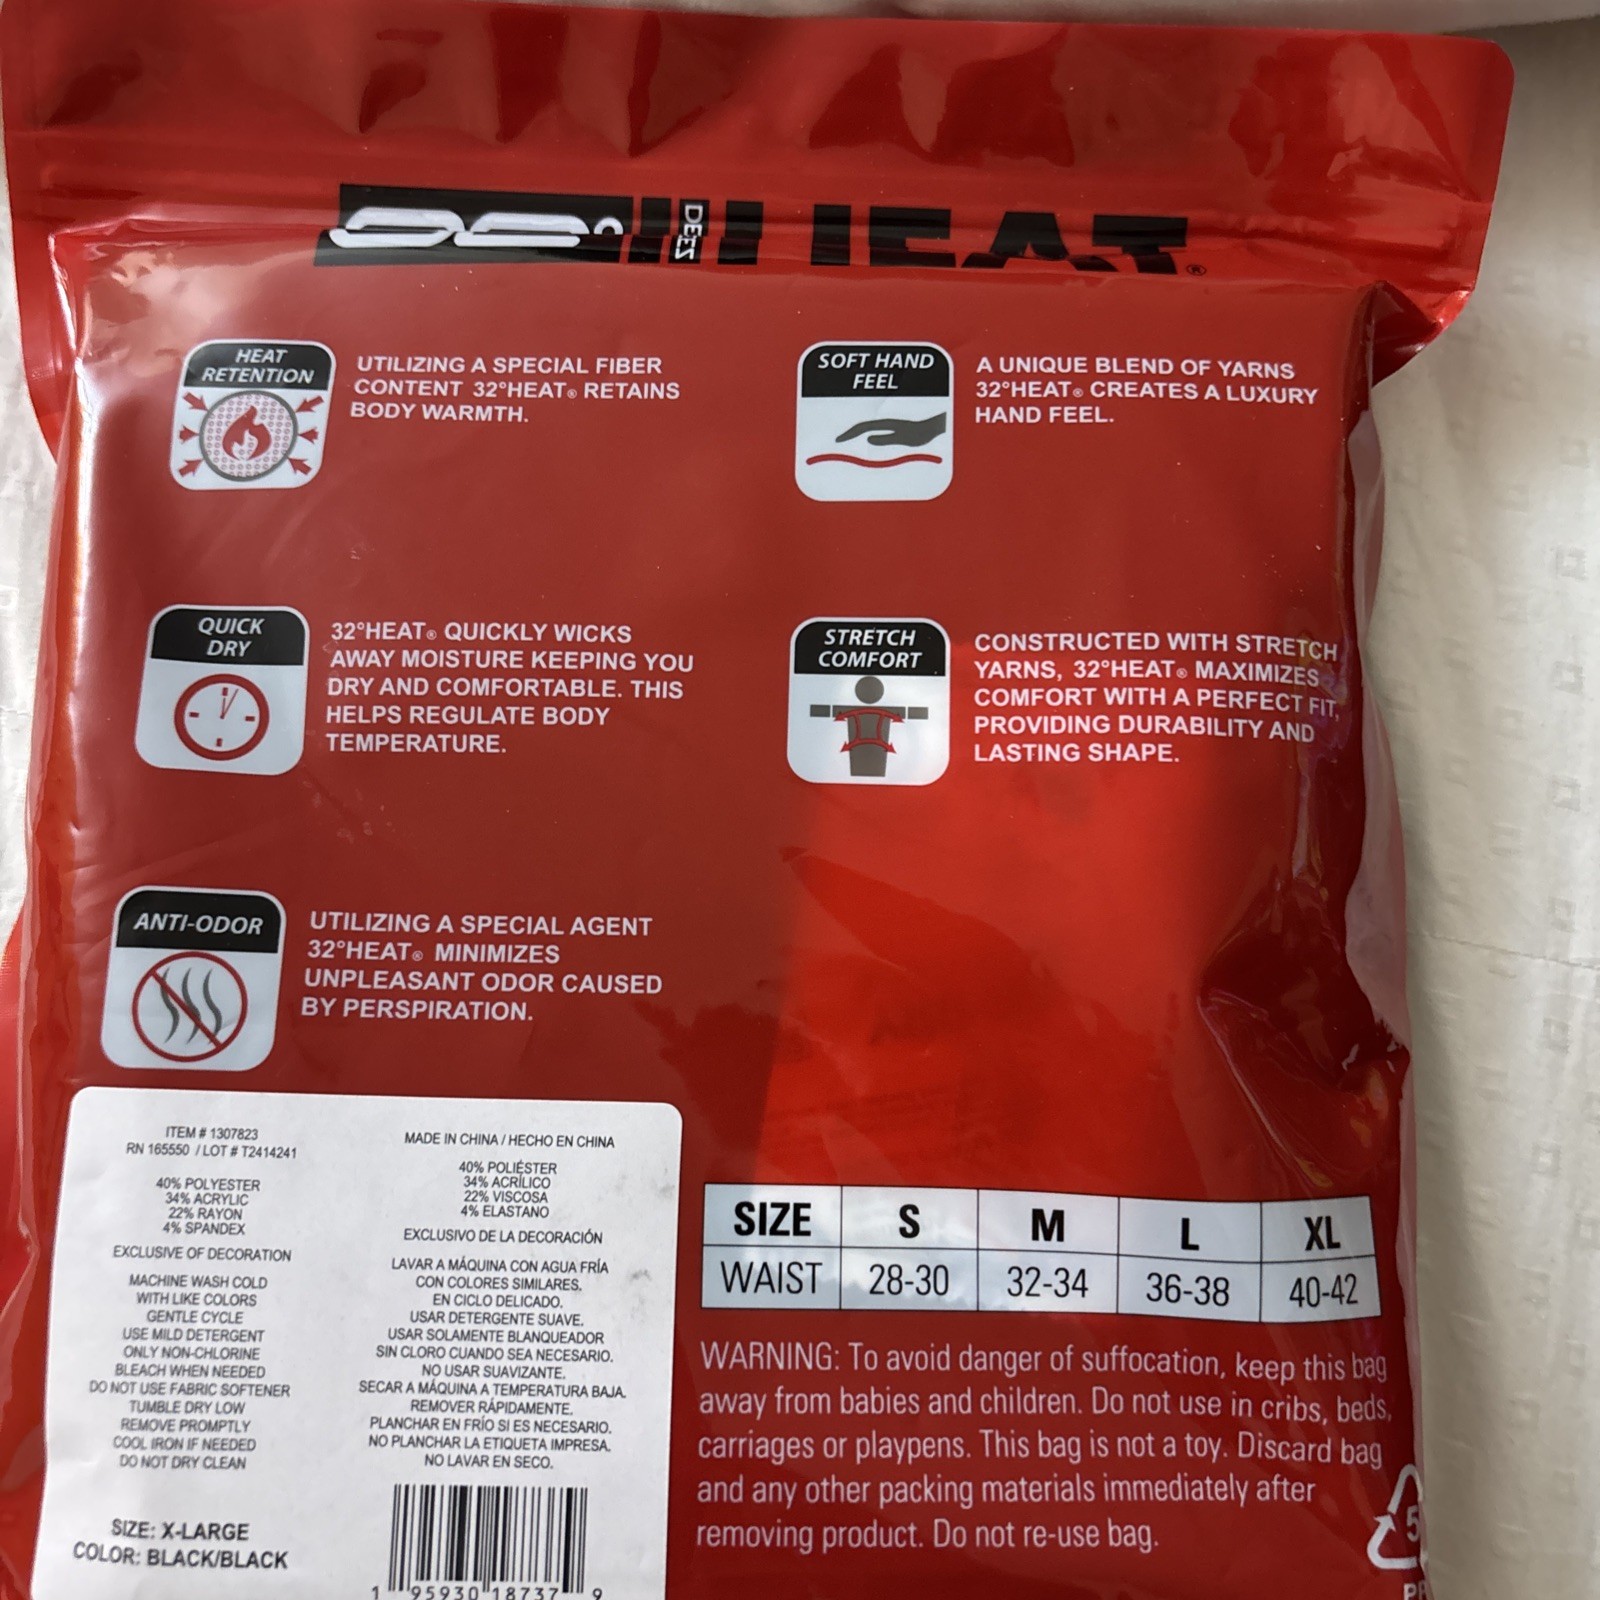 32° DEGREES HEAT®
HEAT
RETENTION
UTILIZING A SPECIAL FIBER
CONTENT 32°HEAT® RETAINS
BODY WARMTH.
SOFT HAND
FEEL
A UNIQUE BLEND OF YARNS
32°HEAT® CREATES A LUXURY
HAND FEEL.
QUICK
DRY
32°HEAT® QUICKLY WICKS
AWAY MOISTURE KEEPING YOU
DRY AND COMFORTABLE. THIS
HELPS REGULATE BODY
TEMPERATURE.
STRETCH
COMFORT
CONSTRUCTED WITH STRETCH
YARNS, 32°HEAT® MAXIMIZES
COMFORT WITH A PERFECT FIT,
PROVIDING DURABILITY AND
LASTING SHAPE.
ANTI-ODOR
UTILIZING A SPECIAL AGENT
32°HEAT® MINIMIZES
UNPLEASANT ODOR CAUSED
BY PERSPIRATION.
ITEM # 1307823
RN 165550 / LOT # T2414241
40% POLYESTER
34% ACRYLIC
22% RAYON
4% SPANDEX
EXCLUSIVE OF DECORATION
MACHINE WASH COLD
WITH LIKE COLORS
GENTLE CYCLE
USE MILD DETERGENT
ONLY NON-CHLORINE
BLEACH WHEN NEEDED
DO NOT USE FABRIC SOFTENER
TUMBLE DRY LOW
REMOVE PROMPTLY
COOL IRON IF NEEDED
DO NOT DRY CLEAN
SIZE: X-LARGE
COLOR: BLACK/BLACK
MADE IN CHINA / HECHO EN CHINA
40% POLIÉSTER
34% ACRÍLICO
22% VISCOSA
4% ELASTANO
EXCLUSIVO DE LA DECORACIÓN
LAVAR A MÁQUINA CON AGUA FRÍA
CON COLORES SIMILARES.
EN CICLO DELICADO.
USAR DETERGENTE SUAVE.
USAR SOLAMENTE BLANQUEADOR
SIN CLORO CUANDO SEA NECESARIO.
NO USAR SUAVIZANTE.
SECAR A MÁQUINA A TEMPERATURA BAJA.
REMOVER RÁPIDAMENTE.
PLANCHAR EN FRÍO SI ES NECESARIO.
NO PLANCHAR LA ETIQUETA IMPRESA.
NO LAVAR EN SECO.
1 95930 18737 9
SIZE S M L XL
WAIST 28-30 32-34 36-38 40-42
WARNING: To avoid danger of suffocation, keep this bag
away from babies and children. Do not use in cribs, beds,
carriages or playpens. This bag is not a toy. Discard bag
and any other packing materials immediately after
removing product. Do not re-use bag.
5